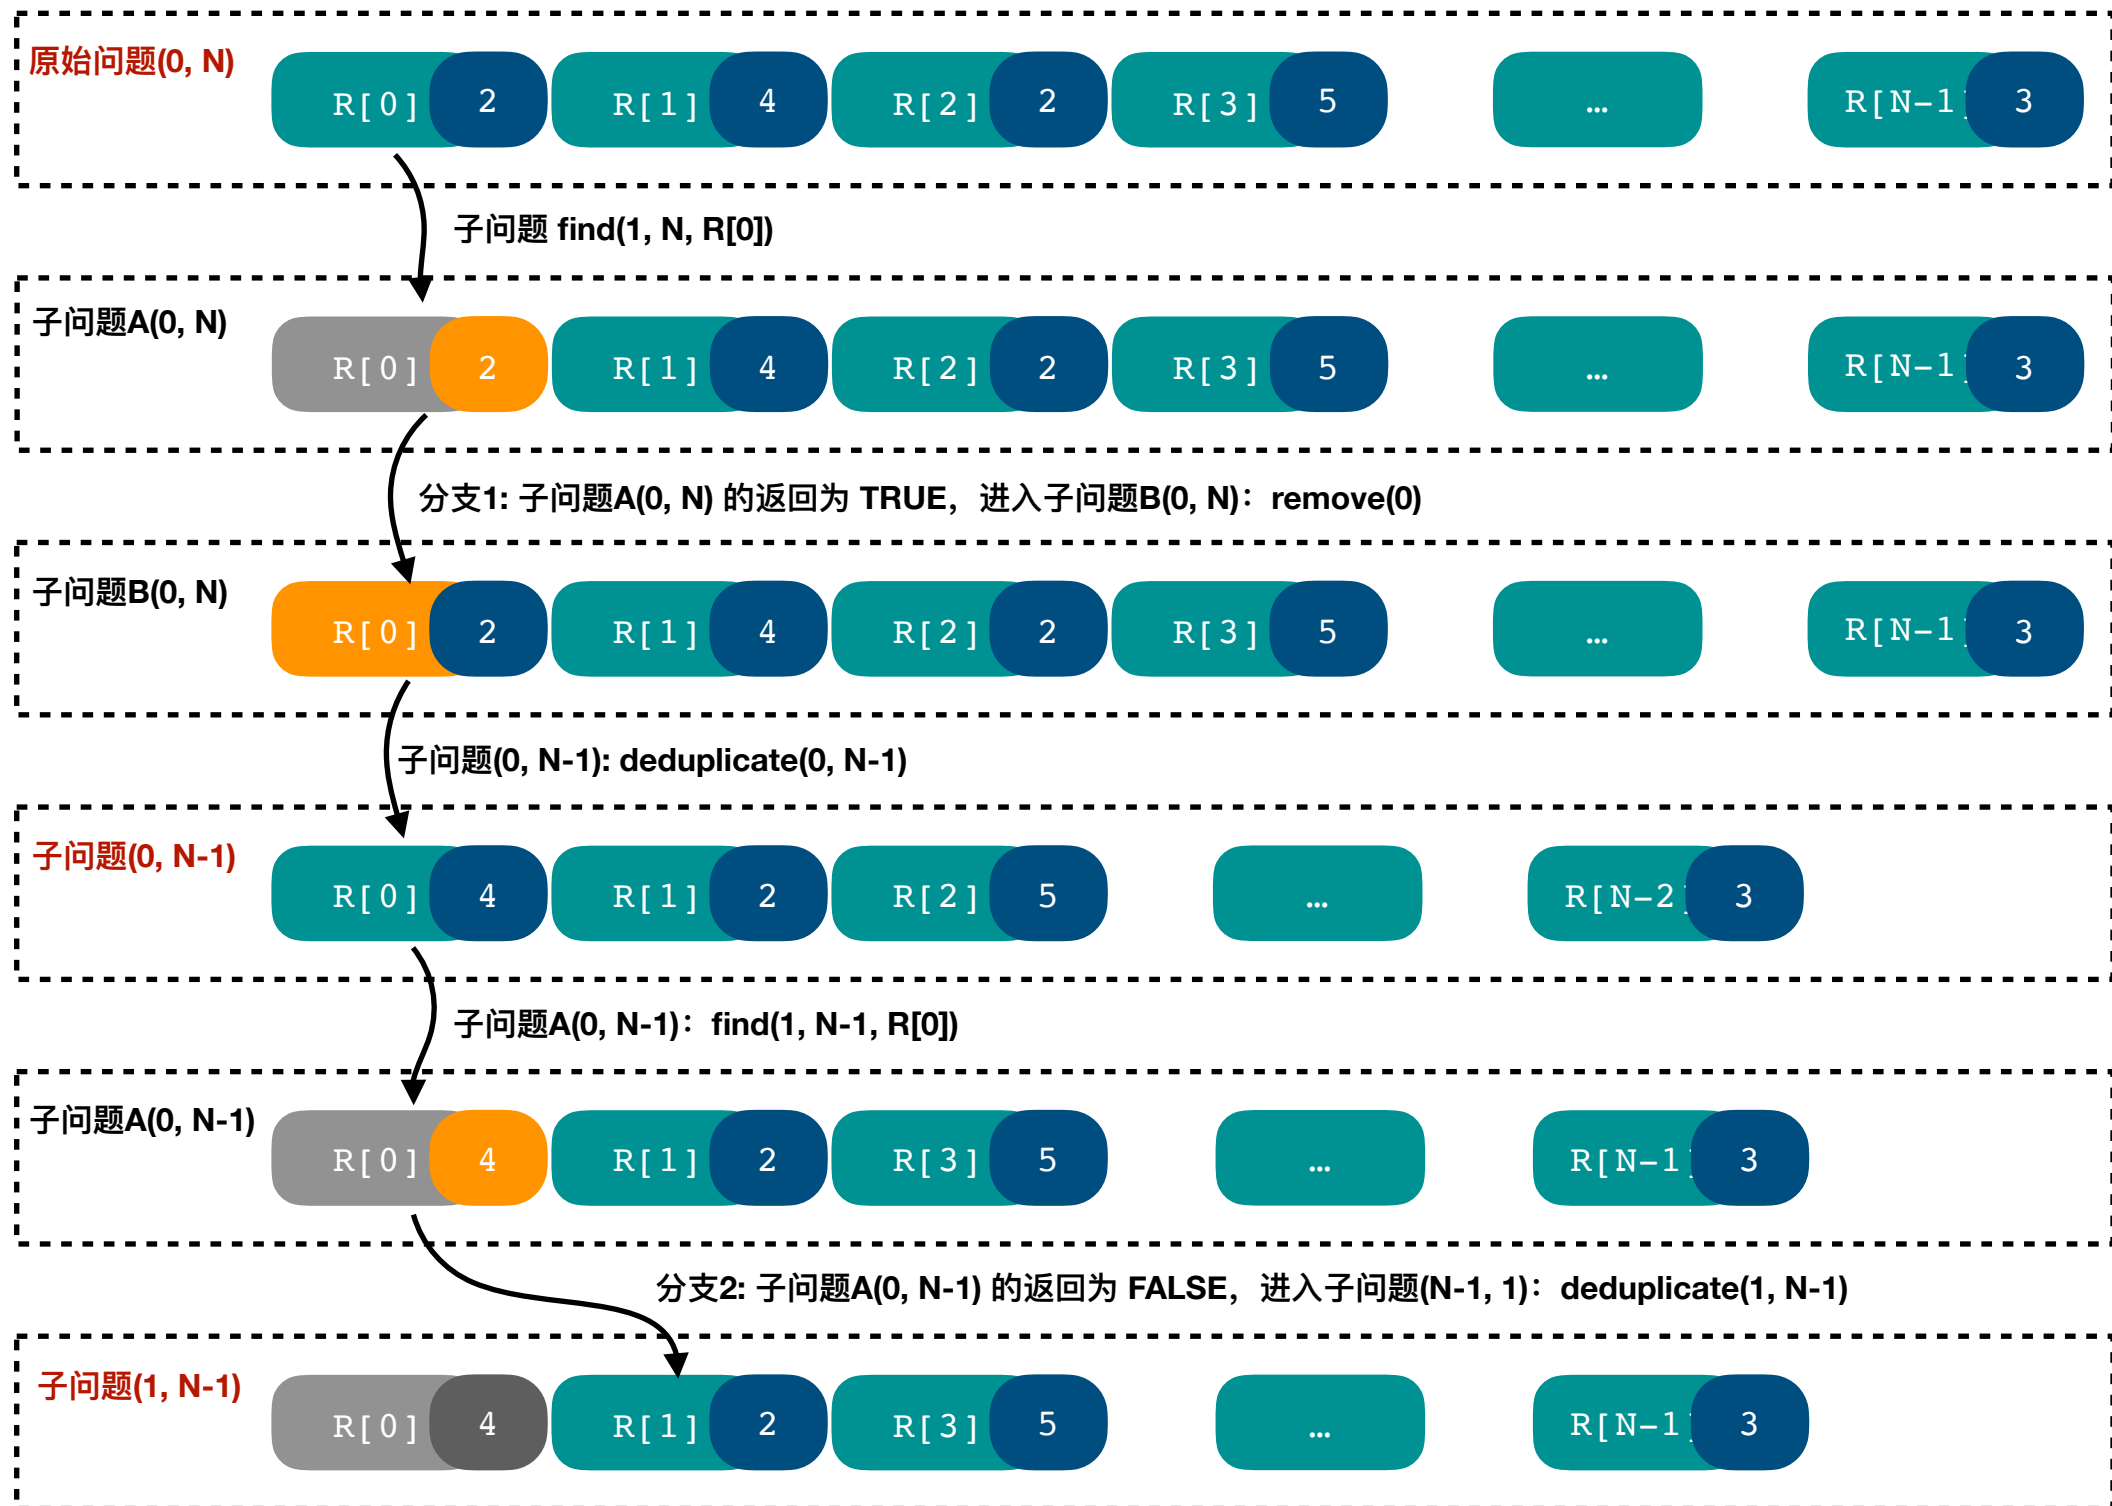 原始问题(0, N)
R[0] 2 R[1] 4 R[2] 2 R[3] 5 … R[N-1] 3
子问题 find(1, N, R[0])
子问题A(0, N)
R[0] 2 R[1] 4 R[2] 2 R[3] 5 … R[N-1 3
分支1: 子问题A(0, N) 的返回为 TRUE，进入子问题B(0, N)：remove(0)
子问题B(0, N)
R[0] 2 R[1] 4 R[2] 2 R[3] 5 … R[N-1 3
子问题(0, N-1): deduplicate(0, N-1)
子问题(0, N-1)
R[0] 4 R[1] 2 R[2] 5 … R[N-2] 3
子问题A(0, N-1)：find(1, N-1, R[0])
子问题A(0, N-1)
R[0] 4 R[1] 2 R[3] 5 … R[N-1] 3
分支2: 子问题A(0, N-1) 的返回为 FALSE，进入子问题(N-1, 1)：deduplicate(1, N-1)
子问题(1, N-1)
R[0] 4 R[1] 2 R[3] 5 … R[N-1] 3